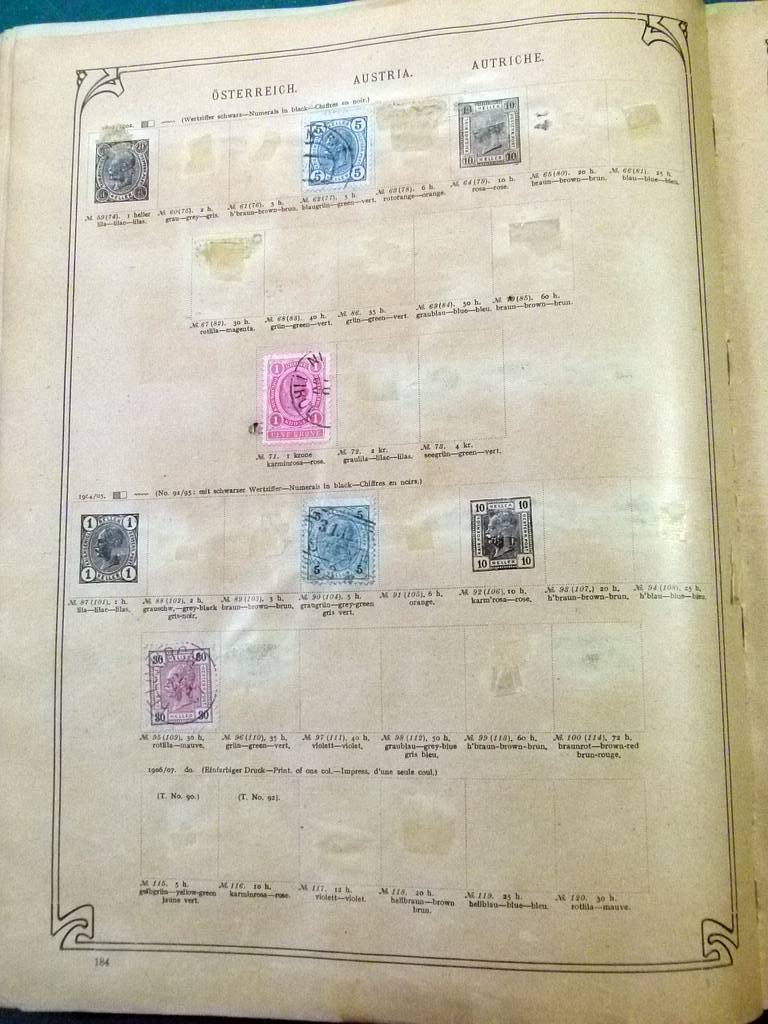 ÖSTERREICH. AUSTRIA. AUTRICHE.
(Wertziffer schwarz—Numerals in black—Chiffres en noir.)
№ 59(74). 1 heller
lila—lilac—lilas.
№ 60(75). 2 h.
grau—grey—gris.
№ 61(76). 3 h.
h'braun—brown—brun.
№ 62(77). 5 h.
blaugrün—green—vert.
№ 63(78). 6 h.
rotorange—orange.
№ 64(79). 10 h.
rosa—rose.
№ 65(80). 20 h.
braun—brown—brun.
№ 66(81). 25 h.
blau—blue—bleu.
№ 67(82). 30 h.
rotlila—magenta.
№ 68(83). 40 h.
grün—green—vert.
№ 86. 35 h.
grün—green—vert.
№ 69(84). 50 h.
graublau—blue—bleu.
(85). 60 h.
braun—brown—brun.
1
1
1
1
EINE KRONE
№ 71. 1 krone
karminrosa—rose.
№ 72. 2 kr.
graulila—lilac—lilas.
№ 73. 4 kr.
seegrün—green—vert.
1904/05. (No. 92/95: mit schwarzer Wertziffer—Numerals in black—Chiffres en noirs.)
№ 87(101). 1 h.
lila—lilac—lilas.
№ 88(102), 2 h.
grauschw.—grey-black
gris-noir.
№ 89(103), 3 h.
braun—brown—brun.
№ 90(104), 5 h.
graugrün—grey-green
gris vert.
№ 91(105), 6 h.
orange.
№ 92(106), 10 h.
karm'rosa—rose.
№ 93(107,) 20 h.
h'braun-brown-brun.
№ 94(108), 25 h.
h'blau—blue—bleu.
№ 95(109), 30 h.
rotlila—mauve.
№ 96(110), 35 h.
grün—green—vert.
№ 97(111), 40 h.
violett—violet.
№ 98(112), 50 h.
graublau—grey-blue
gris bleu.
№ 99(113), 60 h.
h'braun-brown-brun.
№ 100(114), 72 h.
braunrot—brown-red
brun-rouge.
1906/07. do. (Einfarbiger Druck—Print. of one col.—Impress. d'une seule coul.)
(T. No. 90.)
(T. No. 92).
№ 115. 5 h.
gelbgrün—yellow-green
jaune vert.
№ 116. 10 h.
karminrosa—rose.
№ 117. 12 h.
violett—violet.
№ 118. 20 h.
hellbraun—brown
brun.
№ 119. 25 h.
hellblau—blue—bleu.
№ 120. 30 h.
rotlila—mauve.
184